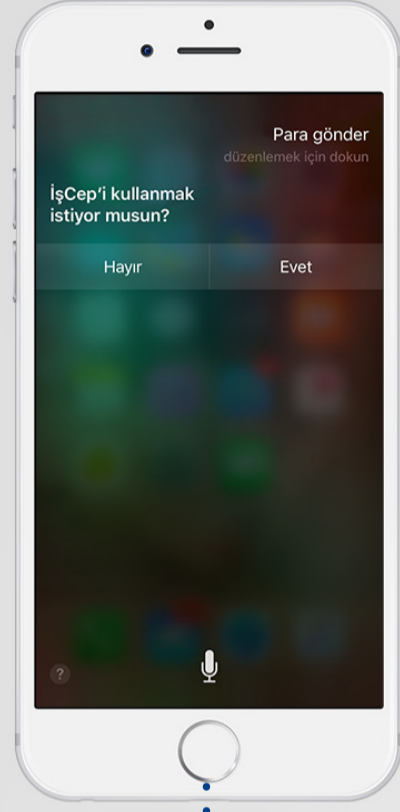 Para gönder
düzenlemek için dokun
İşCep'i kullanmak
istiyor musun?
Hayır
Evet
?